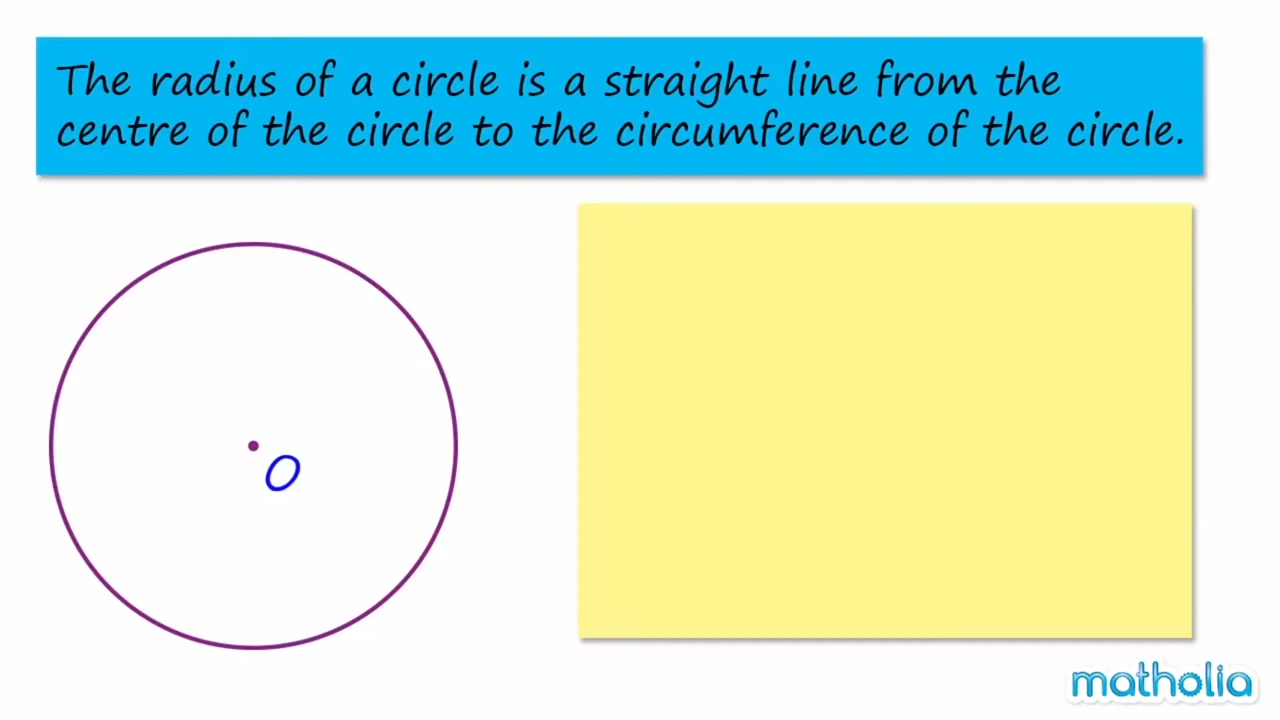 The radius of a circle is a straight line from the
centre of the circle to the circumference of the circle.
O
matholia